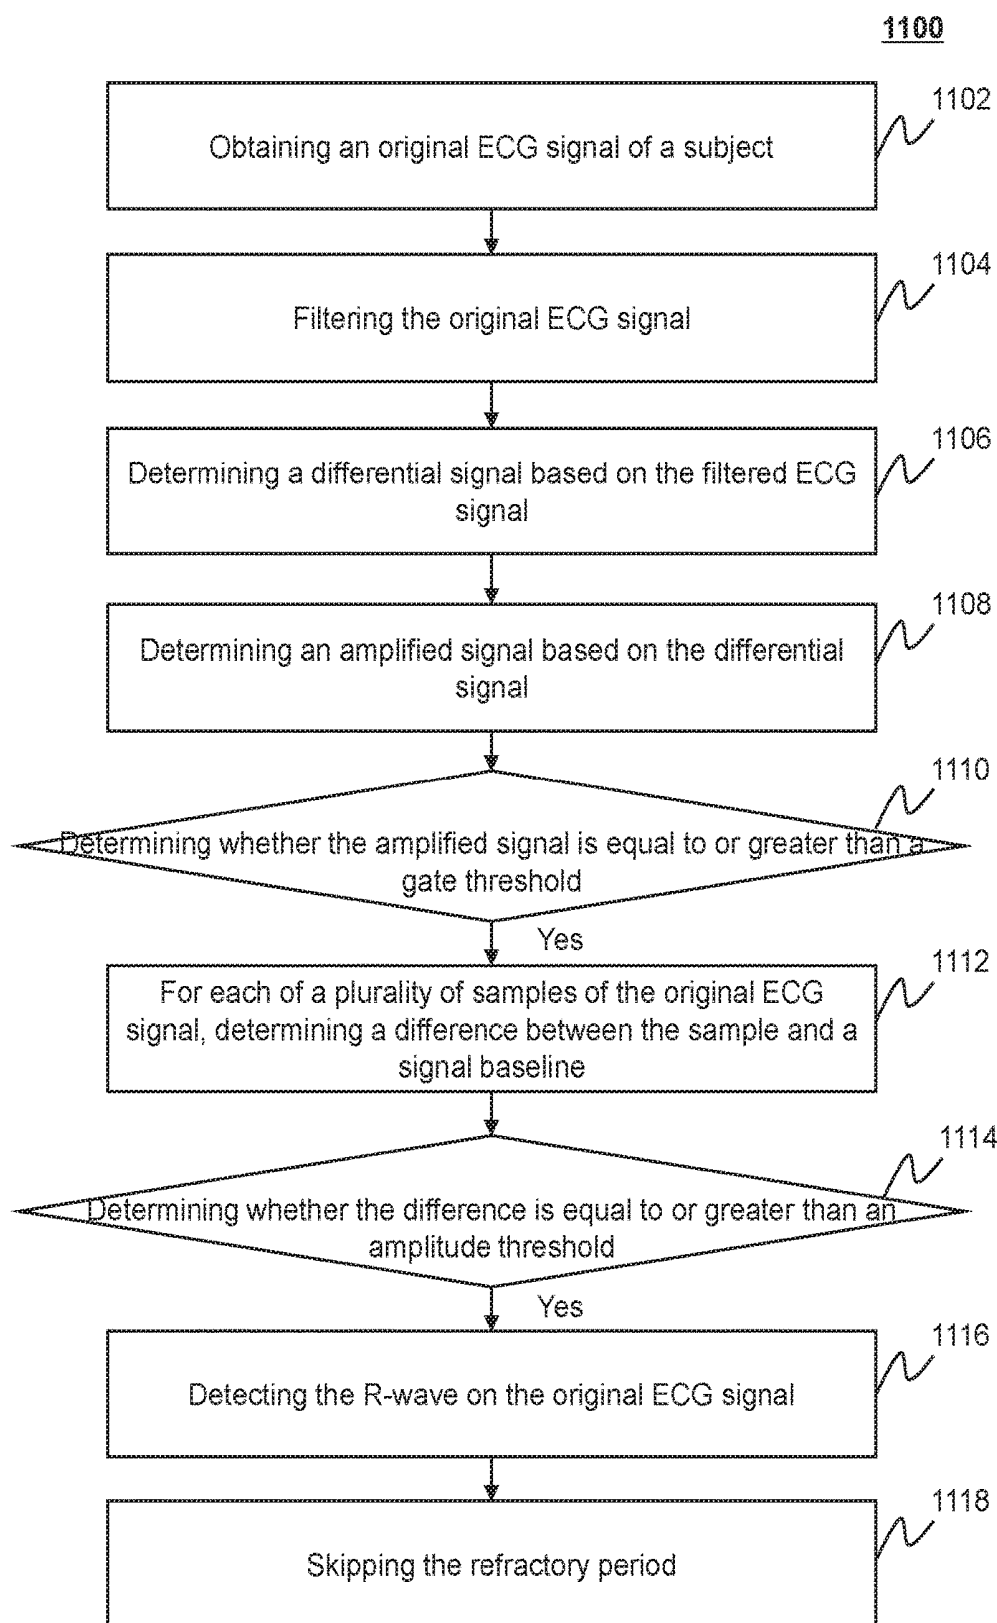 1100
1102
Obtaining an original ECG signal of a subject
1104
Filtering the original ECG signal
1106
Determining a differential signal based on the filtered ECG
signal
1108
Determining an amplified signal based on the differential
signal
1110
Determining whether the amplified signal is equal to or greater than a
gate threshold
Yes
1112
For each of a plurality of samples of the original ECG
signal, determining a difference between the sample and a
signal baseline
1114
Determining whether the difference is equal to or greater than an
amplitude threshold
Yes
1116
Detecting the R-wave on the original ECG signal
1118
Skipping the refractory period